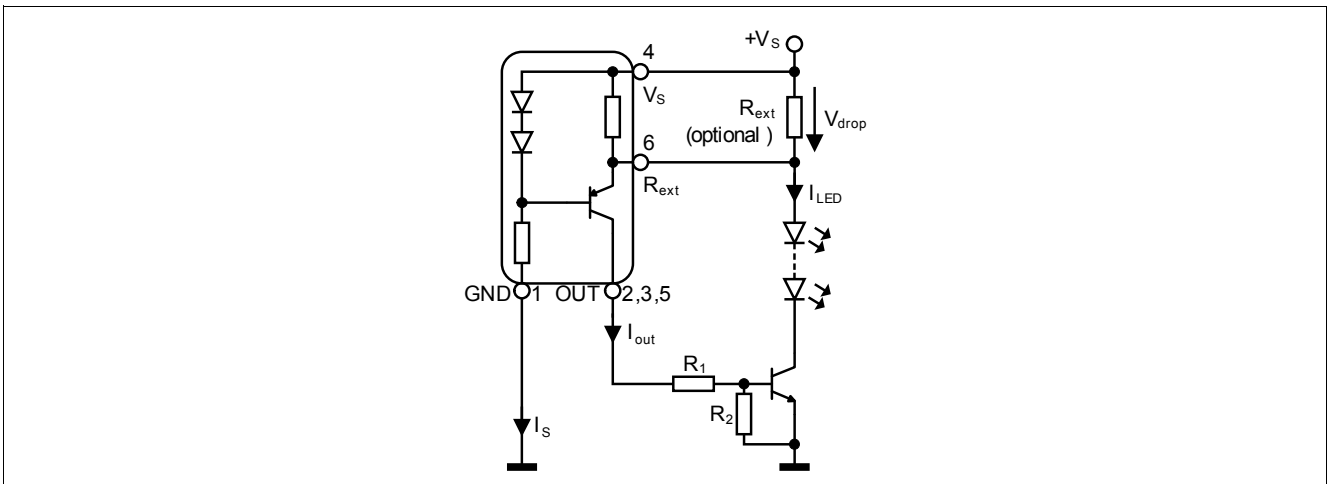 +VS
4
VS
Rext
(optional )
Vdrop
6
Rext
ILED
GND 1 OUT 2,3,5
Iout
R1
R2
IS